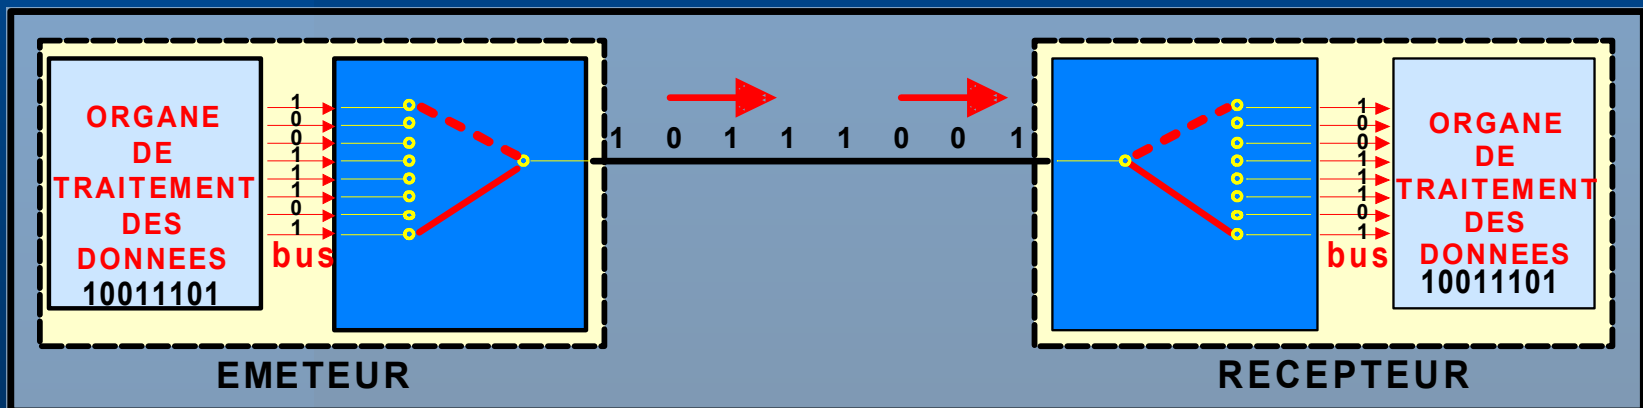 ORGANE
DE
TRAITEMENT
DES
DONNEES
10011101
1
0
0
1
1
1
0
1
bus
EMETEUR
1 0 1 1 1 0 0 1
1
0
0
1
1
1
0
1
bus
ORGANE
DE
TRAITEMENT
DES
DONNEES
10011101
RECEPTEUR